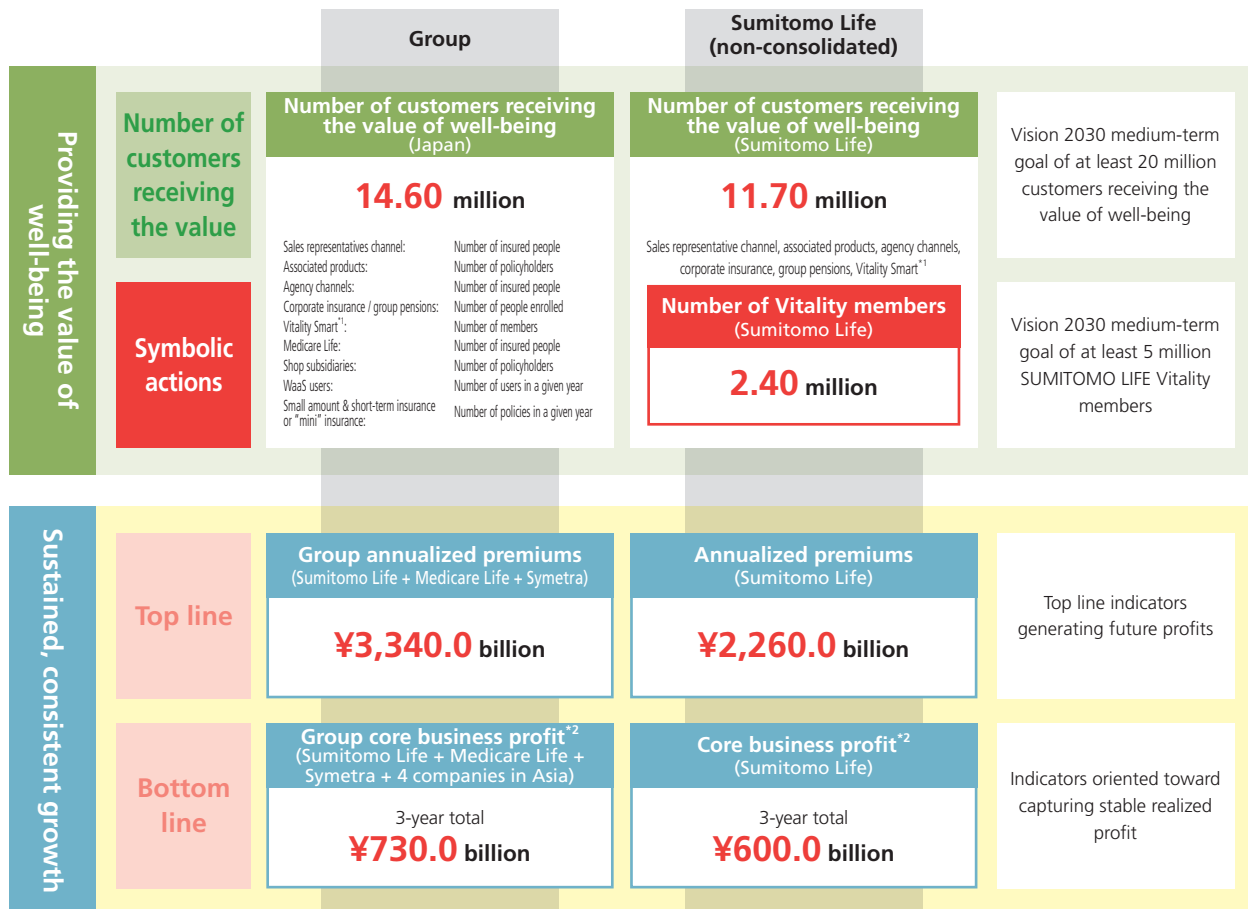 Group
Sumitomo Life
(non-consolidated)
Providing the value of
well-being
Number of
customers
receiving
the value
Number of customers receiving
the value of well-being
(Japan)
14.60 million
Sales representatives channel: Number of insured people
Associated products: Number of policyholders
Agency channels: Number of insured people
Corporate insurance / group pensions: Number of people enrolled
Vitality Smart*1: Number of members
Medicare Life: Number of insured people
Shop subsidiaries: Number of policyholders
WaaS users: Number of users in a given year
Small amount & short-term insurance
or "mini" insurance: Number of policies in a given year
Number of customers receiving
the value of well-being
(Sumitomo Life)
11.70 million
Sales representative channel, associated products, agency channels,
corporate insurance, group pensions, Vitality Smart*1
Vision 2030 medium-term
goal of at least 20 million
customers receiving the
value of well-being
Symbolic
actions
Number of Vitality members
(Sumitomo Life)
2.40 million
Vision 2030 medium-term
goal of at least 5 million
SUMITOMO LIFE Vitality
members
Sustained, consistent growth
Top line
Group annualized premiums
(Sumitomo Life + Medicare Life + Symetra)
¥3,340.0 billion
Annualized premiums
(Sumitomo Life)
¥2,260.0 billion
Top line indicators
generating future profits
Bottom
line
Group core business profit*2
(Sumitomo Life + Medicare Life +
Symetra + 4 companies in Asia)
3-year total
¥730.0 billion
Core business profit*2
(Sumitomo Life)
3-year total
¥600.0 billion
Indicators oriented toward
capturing stable realized
profit